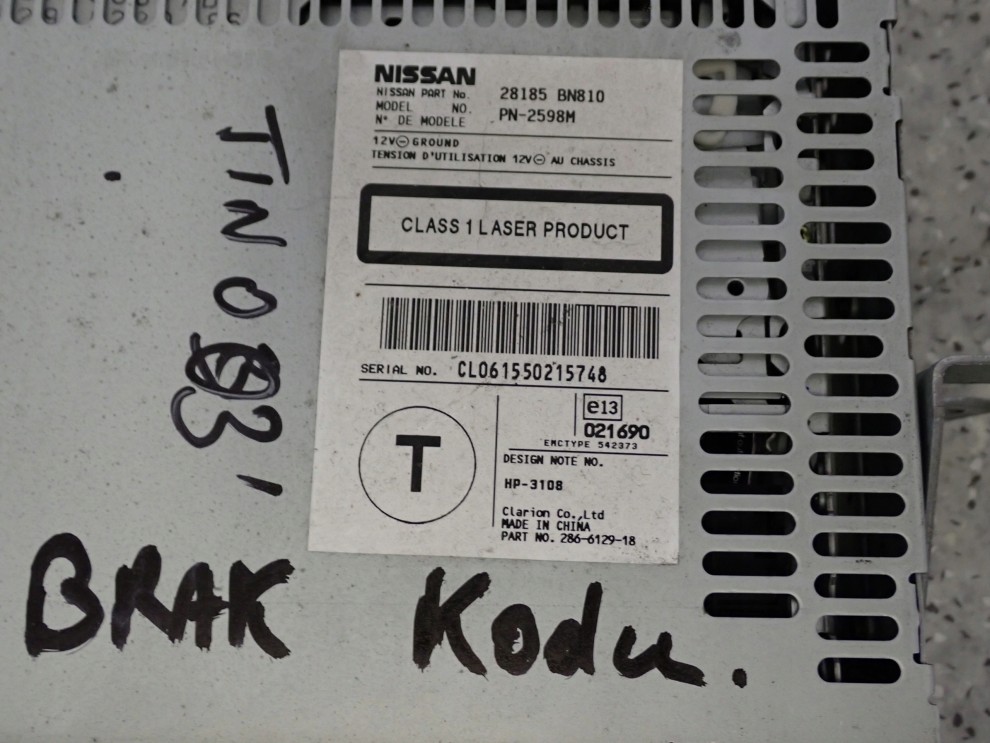 NISSAN
NISSAN PART No. 28185 BN810
MODEL NO.
N° DE MODELE PN-2598M
12V⊖GROUND
TENSION D'UTILISATION 12V⊖ AU CHASSIS
CLASS 1 LASER PRODUCT
SERIAL NO. CL061550215748
T
e13
021690
EMCTYPE 542373
DESIGN NOTE NO.
HP-3108
Clarion Co.,Ltd
MADE IN CHINA
PART NO. 286-6129-18
TINO
03'
BRAK Kodu.